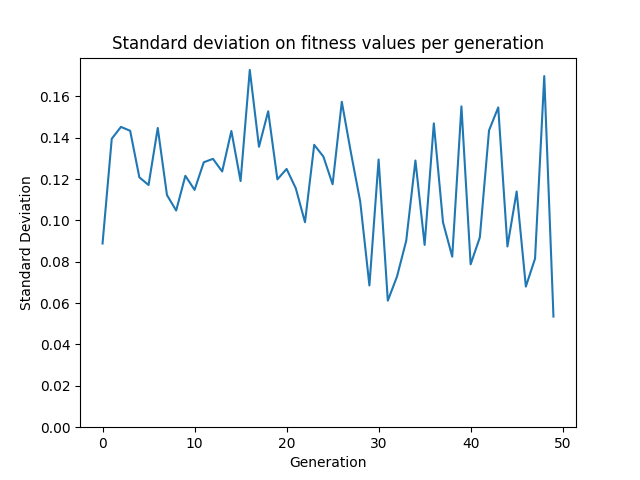 Standard deviation on fitness values per generation
0.16
0.14
0.12
0.10
0.08
0.06
0.04
0.02
0.00
Standard Deviation
0 10 20 30 40 50
Generation